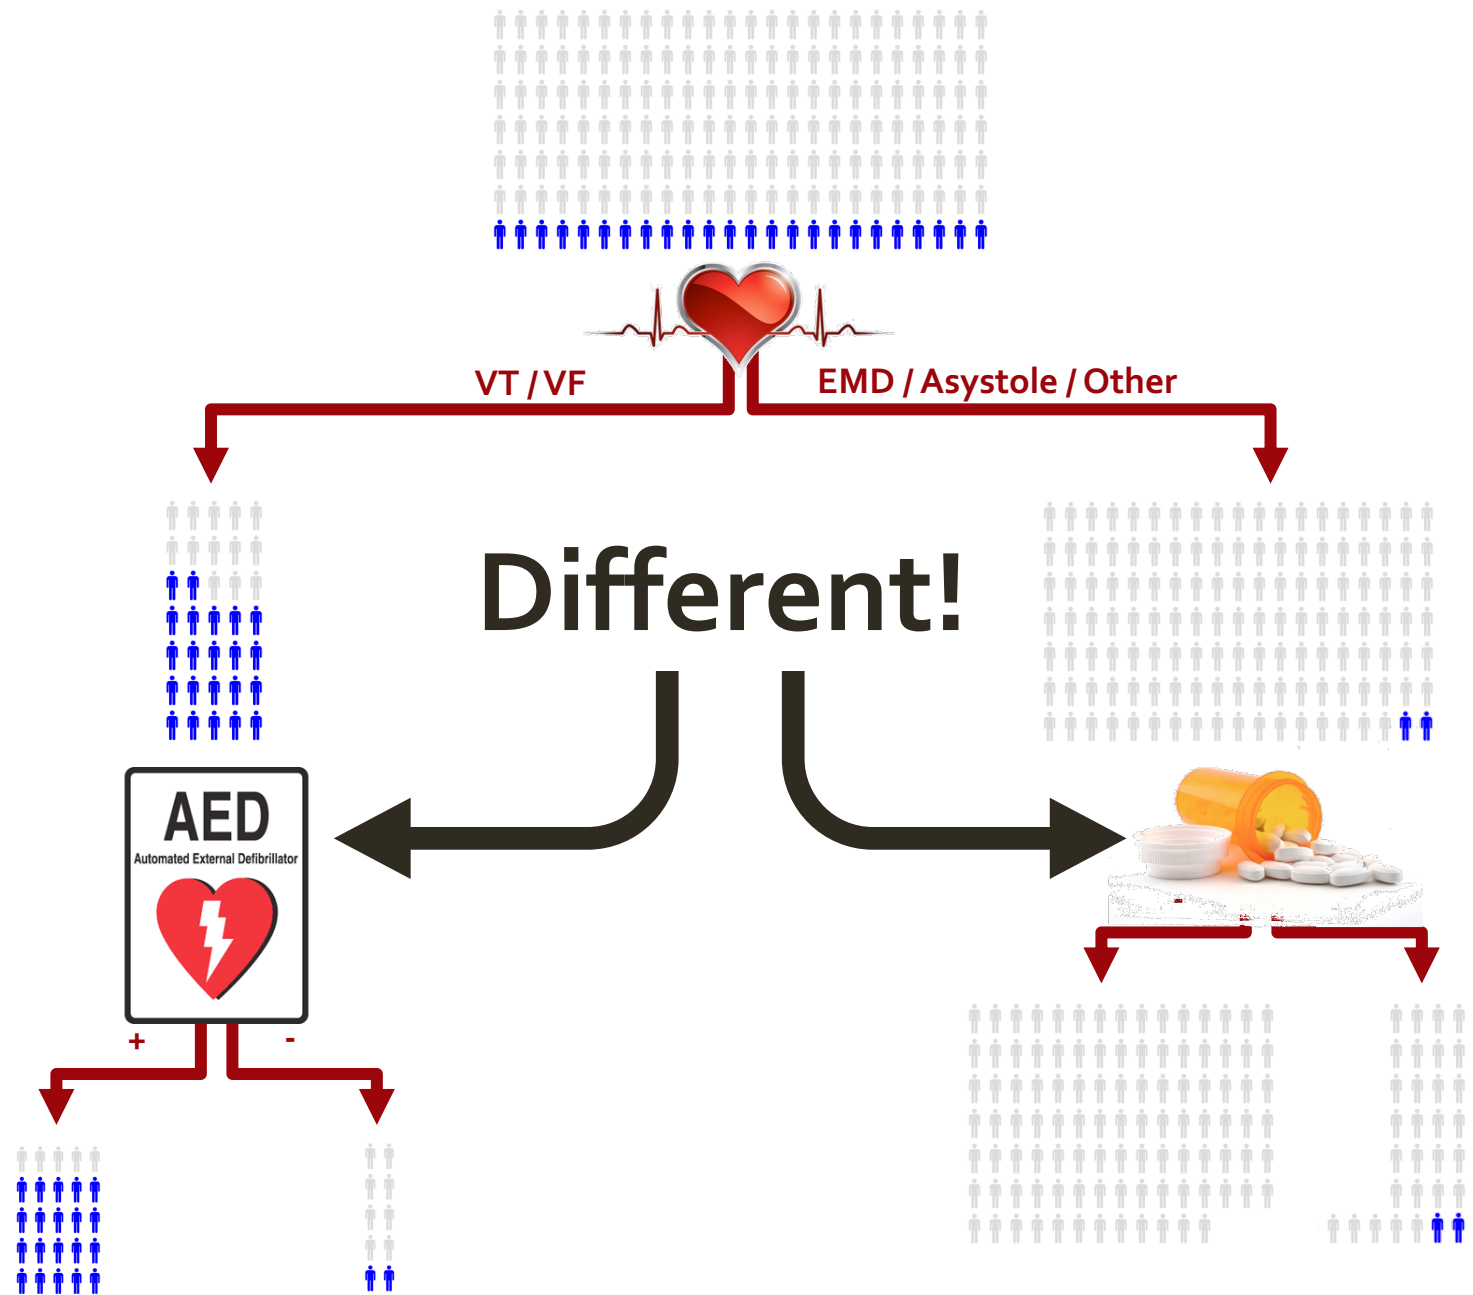 VT / VF
EMD / Asystole / Other
Different!
AED
Automated External Defibrillator
+
-